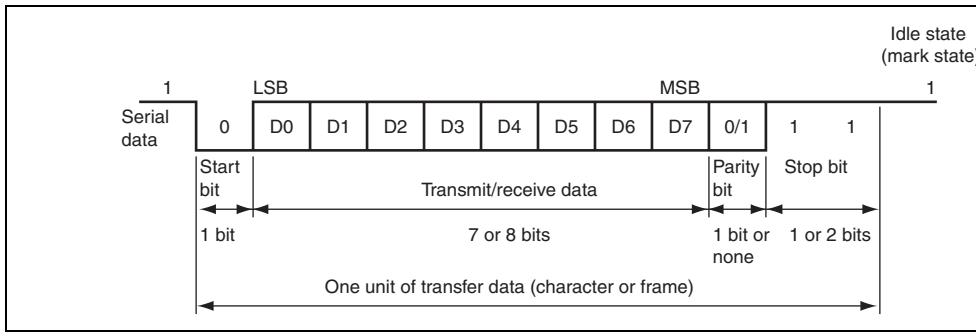 Idle state
(mark state)
1 LSB MSB 1
Serial
data
0 D0 D1 D2 D3 D4 D5 D6 D7 0/1 1 1
Start
bit
Transmit/receive data
Parity
bit
Stop bit
1 bit 7 or 8 bits 1 bit or
none
1 or 2 bits
One unit of transfer data (character or frame)